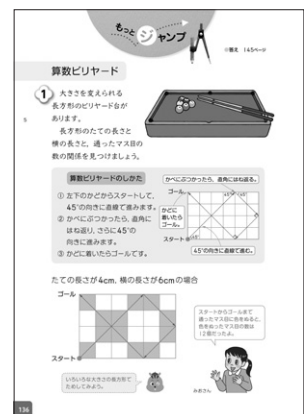 もっとジャンプ
⇒答え 145ページ
算数ビリヤード
1 大きさを変えられる
長方形のビリヤード台が
あります。
5
長方形のたての長さと
横の長さと，通ったマス目の
数の関係を見つけましょう。
算数ビリヤードのしかた
① 左下のかどからスタートして，
45°の向きに直線で進みます。
② かべにぶつかったら，直角に
はね返り，さらに45°の
向きに進みます。
③ かどに着いたらゴールです。
かべにぶつかったら，直角にはね返る。
ゴール
かどに
着いたら
ゴール。
スタート
45°の向きに直線で進む。
たての長さが4cm，横の長さが6cmの場合
ゴール
スタート
スタートからゴールまで
通ったマス目に色をぬると，
色をぬったマス目の数は
12個だったよ。
いろいろな大きさの長方形で
ためしてみよう。
みおさん
136